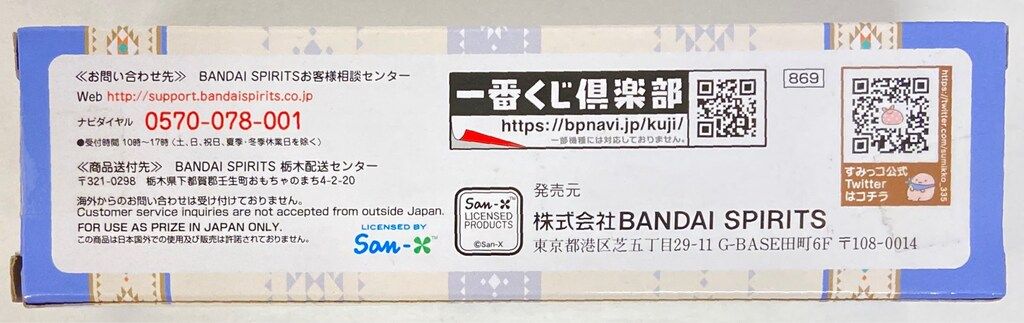 ≪お問い合わせ先≫ BANDAI SPIRITSお客様相談センター
Web http://support.bandaispirits.co.jp
ナビダイヤル 0570-078-001
●受付時間 10時〜17時(土、日、祝日、夏季・冬季休業日を除く)
≪商品送付先≫ BANDAI SPIRITS 栃木配送センター
〒321-0298 栃木県下都賀郡壬生町おもちゃのまち4-2-20
海外からのお問い合わせは受け付けておりません。
Customer service inquiries are not accepted from outside Japan.
FOR USE AS PRIZE IN JAPAN ONLY.
この商品は日本国外での使用及び販売は許諾されておりません。
LICENSED BY
San-X™
一番くじ倶楽部
https://bpnavi.jp/kuji/
一部機種には対応しておりません。
San-X
LICENSED
PRODUCTS
©San-X
発売元
株式会社BANDAI SPIRITS
東京都港区芝五丁目29-11 G-BASE田町6F 〒108-0014
869
https://twitter.com/sumikko_335
すみっコ公式
Twitter
はコチラ